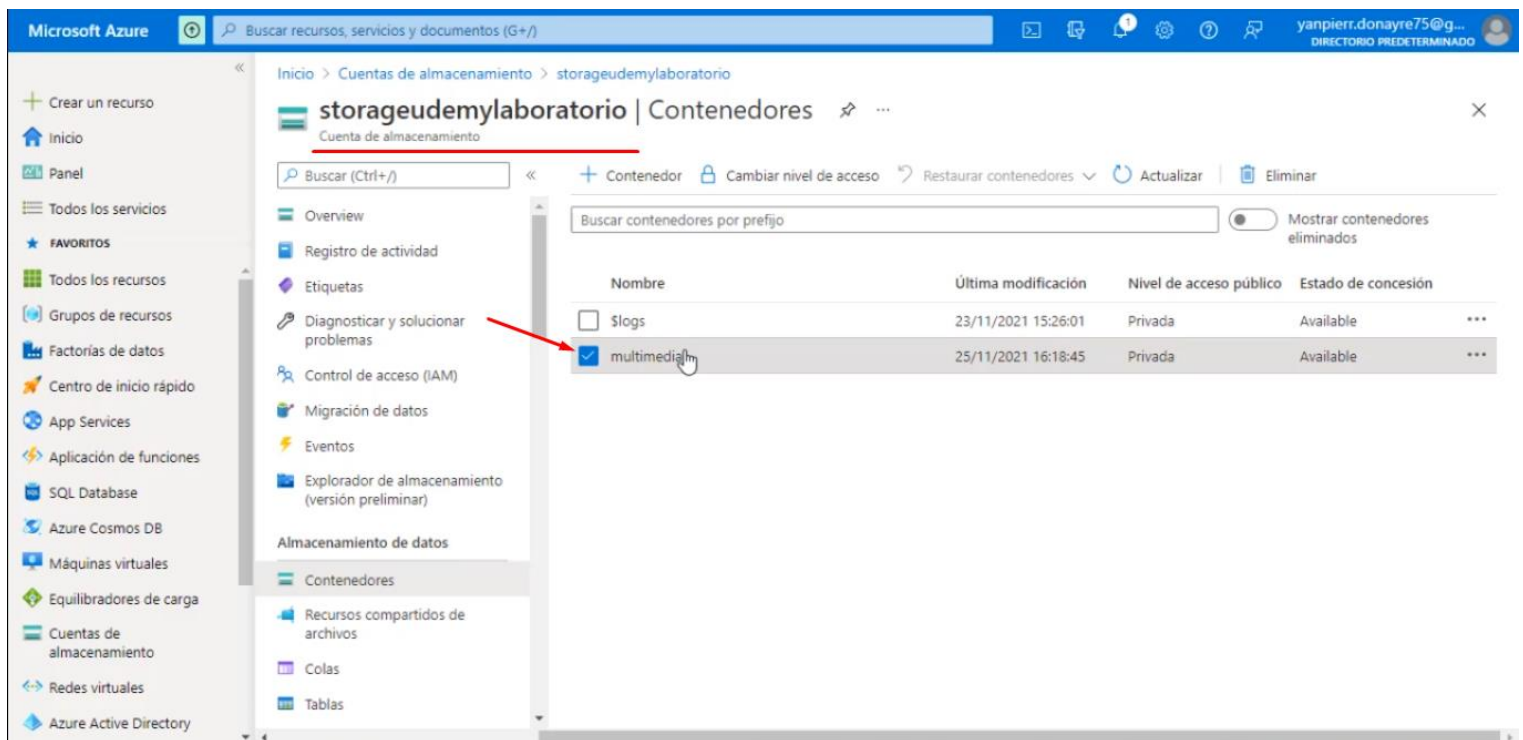 Microsoft Azure
Buscar recursos, servicios y documentos (G+/)
1
yanpierr.donayre75@g...
DIRECTORIO PREDETERMINADO
Crear un recurso
Inicio
Panel
Todos los servicios
FAVORITOS
Todos los recursos
Grupos de recursos
Factorías de datos
Centro de inicio rápido
App Services
Aplicación de funciones
SQL Database
Azure Cosmos DB
Máquinas virtuales
Equilibradores de carga
Cuentas de
almacenamiento
Redes virtuales
Azure Active Directory
Inicio > Cuentas de almacenamiento > storageudemylaboratorio
storageudemylaboratorio | Contenedores
Cuenta de almacenamiento
Buscar (Ctrl+/)
Overview
Registro de actividad
Etiquetas
Diagnosticar y solucionar
problemas
Control de acceso (IAM)
Migración de datos
Eventos
Explorador de almacenamiento
(versión preliminar)
Almacenamiento de datos
Contenedores
Recursos compartidos de
archivos
Colas
Tablas
Contenedor Cambiar nivel de acceso Restaurar contenedores Actualizar Eliminar
Buscar contenedores por prefijo
Mostrar contenedores
eliminados
Nombre Última modificación Nivel de acceso público Estado de concesión
$logs 23/11/2021 15:26:01 Privada Available
multimedia 25/11/2021 16:18:45 Privada Available